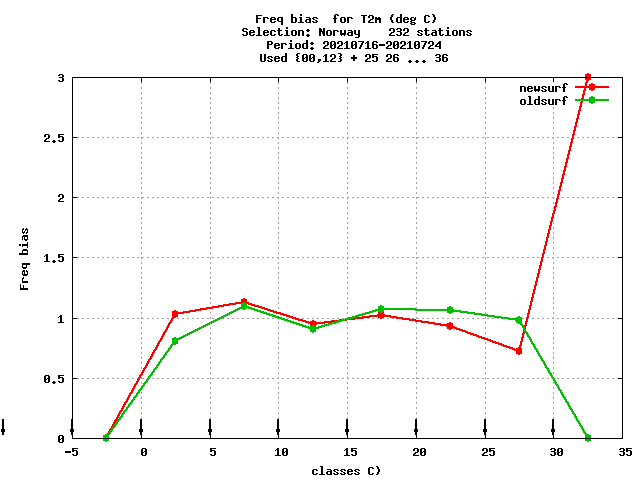 Freq bias  for T2m (deg C)
Selection: Norway    232 stations
Period: 20210716-20210724
Used {00,12} + 25 26 ... 36
newsurf
oldsurf
3
2.5
2
1.5
1
0.5
0
Freq bias
-5 0 5 10 15 20 25 30 35
classes C)